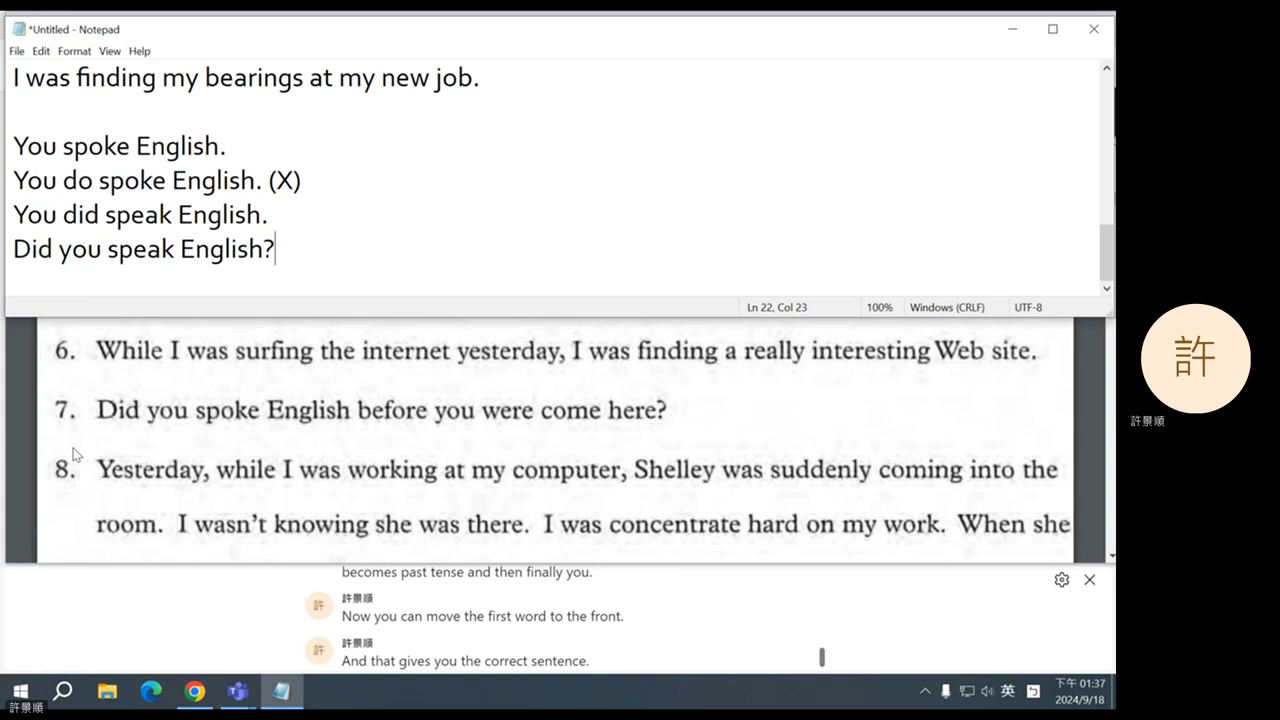 *Untitled - Notepad
File Edit Format View Help
I was finding my bearings at my new job.
You spoke English.
You do spoke English. (X)
You did speak English.
Did you speak English?
Ln 22, Col 23 100% Windows (CRLF) UTF-8
6. While I was surfing the internet yesterday, I was finding a really interesting Web site.
7. Did you spoke English before you were come here?
8. Yesterday, while I was working at my computer, Shelley was suddenly coming into the
room. I wasn't knowing she was there. I was concentrate hard on my work. When she
becomes past tense and then finally you.
許 許景順
Now you can move the first word to the front.
許 許景順
And that gives you the correct sentence.
許
許景順
英 ㄅ 下午 01:37
2024/9/18
許景順